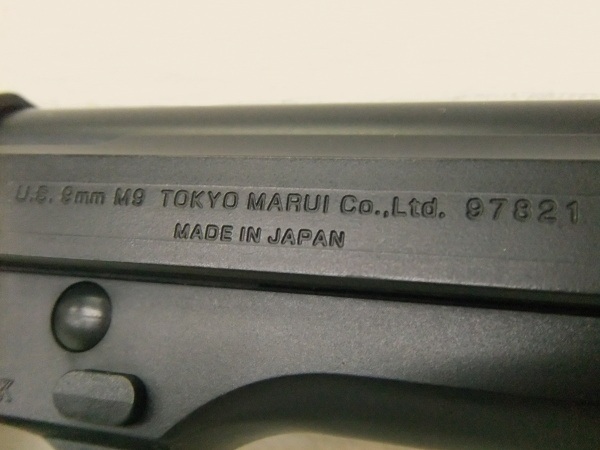 U.S. 9mm M9 TOKYO MARUI Co.,Ltd. 97821
MADE IN JAPAN